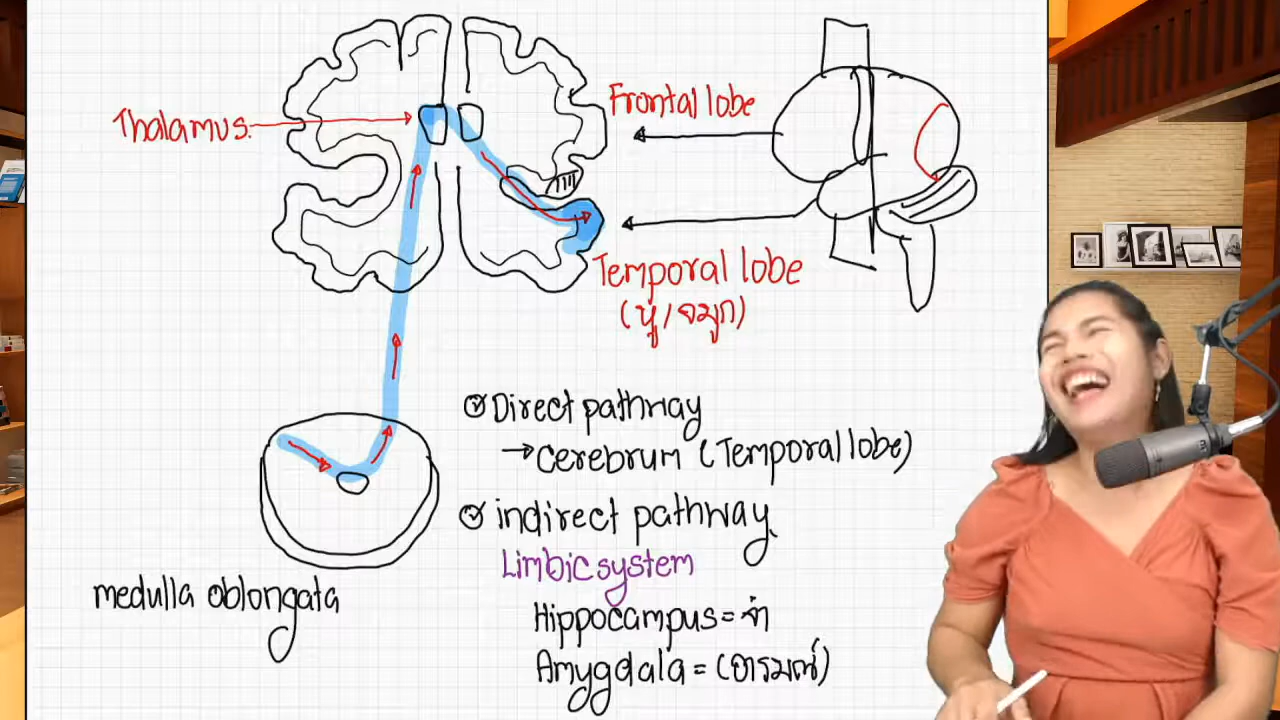 Frontal lobe
Thalamus.
Temporal lobe
(หู/จมูก)
Direct pathway
→ Cerebrum (Temporal lobe)
indirect pathway
Limbic system
medulla oblongata
Hippocampus = จำ
Amygdala = (อารมณ์)